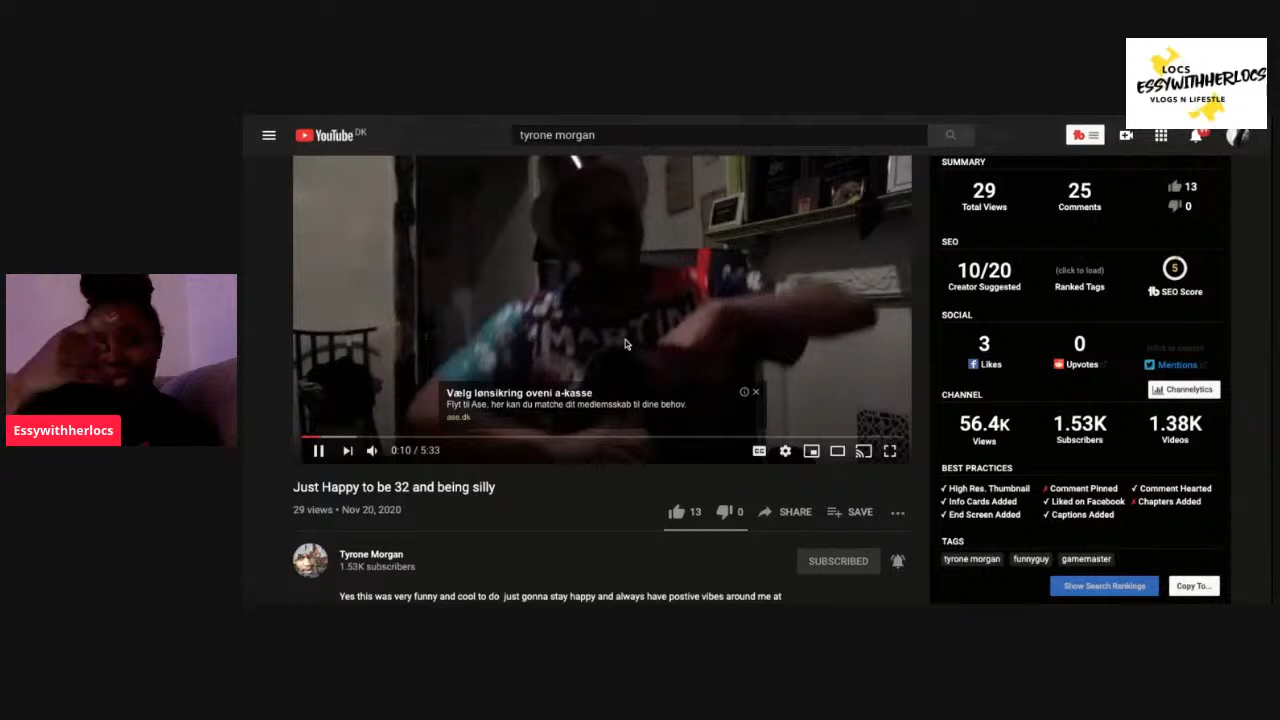 LOCS
ESSYWITHHERLOCS
VLOGS N LIFESTLE
YouTube DK
tyrone morgan
MARTIN
Vælg lønsikring oveni a-kasse
Flyt til Ase, her kan du matche dit medlemsskab til dine behov.
ase.dk
0:10 / 5:33
CC
Just Happy to be 32 and being silly
29 views • Nov 20, 2020
13
0
SHARE
SAVE
Tyrone Morgan
1.53K subscribers
SUBSCRIBED
Yes this was very funny and cool to do just gonna stay happy and always have postive vibes around me at
Essywithherlocs
SUMMARY
29
25
13
0
Total Views
Comments
SEO
10/20
(click to load)
5
Creator Suggested
Ranked Tags
tb SEO Score
SOCIAL
3
0
Likes
Upvotes
Mentions
Channelytics
CHANNEL
56.4K
1.53K
1.38K
Views
Subscribers
Videos
BEST PRACTICES
✓ High Res. Thumbnail
✗ Comment Pinned
✓ Comment Hearted
✓ Info Cards Added
✓ Liked on Facebook
✗ Chapters Added
✓ End Screen Added
✓ Captions Added
TAGS
tyrone morgan
funnyguy
gamemaster
Show Search Rankings
Copy To...